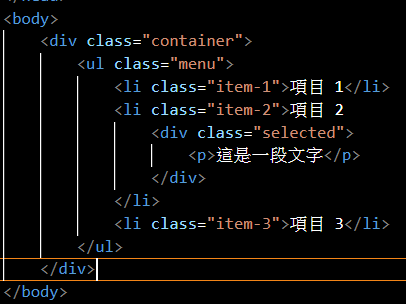 <body>
<div class="container">
<ul class="menu">
<li class="item-1">項目 1</li>
<li class="item-2">項目 2
<div class="selected">
<p>這是一段文字</p>
</div>
</li>
<li class="item-3">項目 3</li>
</ul>
</div>
</body>